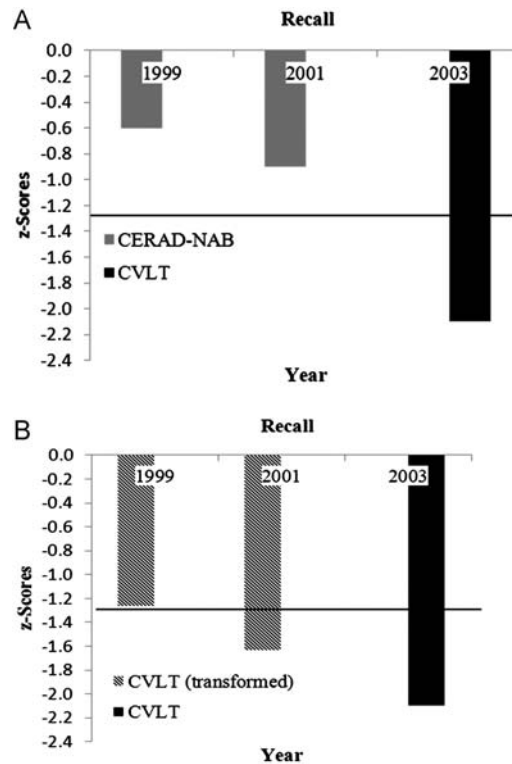 A
Recall
0.0
1999 2001 2003
-0.2
-0.4
-0.6
-0.8
-1.0
-1.2
-1.4
-1.6
-1.8
-2.0
-2.2
-2.4
z-Scores
CERAD-NAB
CVLT
Year
B
Recall
0.0
1999 2001 2003
-0.2
-0.4
-0.6
-0.8
-1.0
-1.2
-1.4
-1.6
-1.8
-2.0
-2.2
-2.4
z-Scores
CVLT (transformed)
CVLT
Year